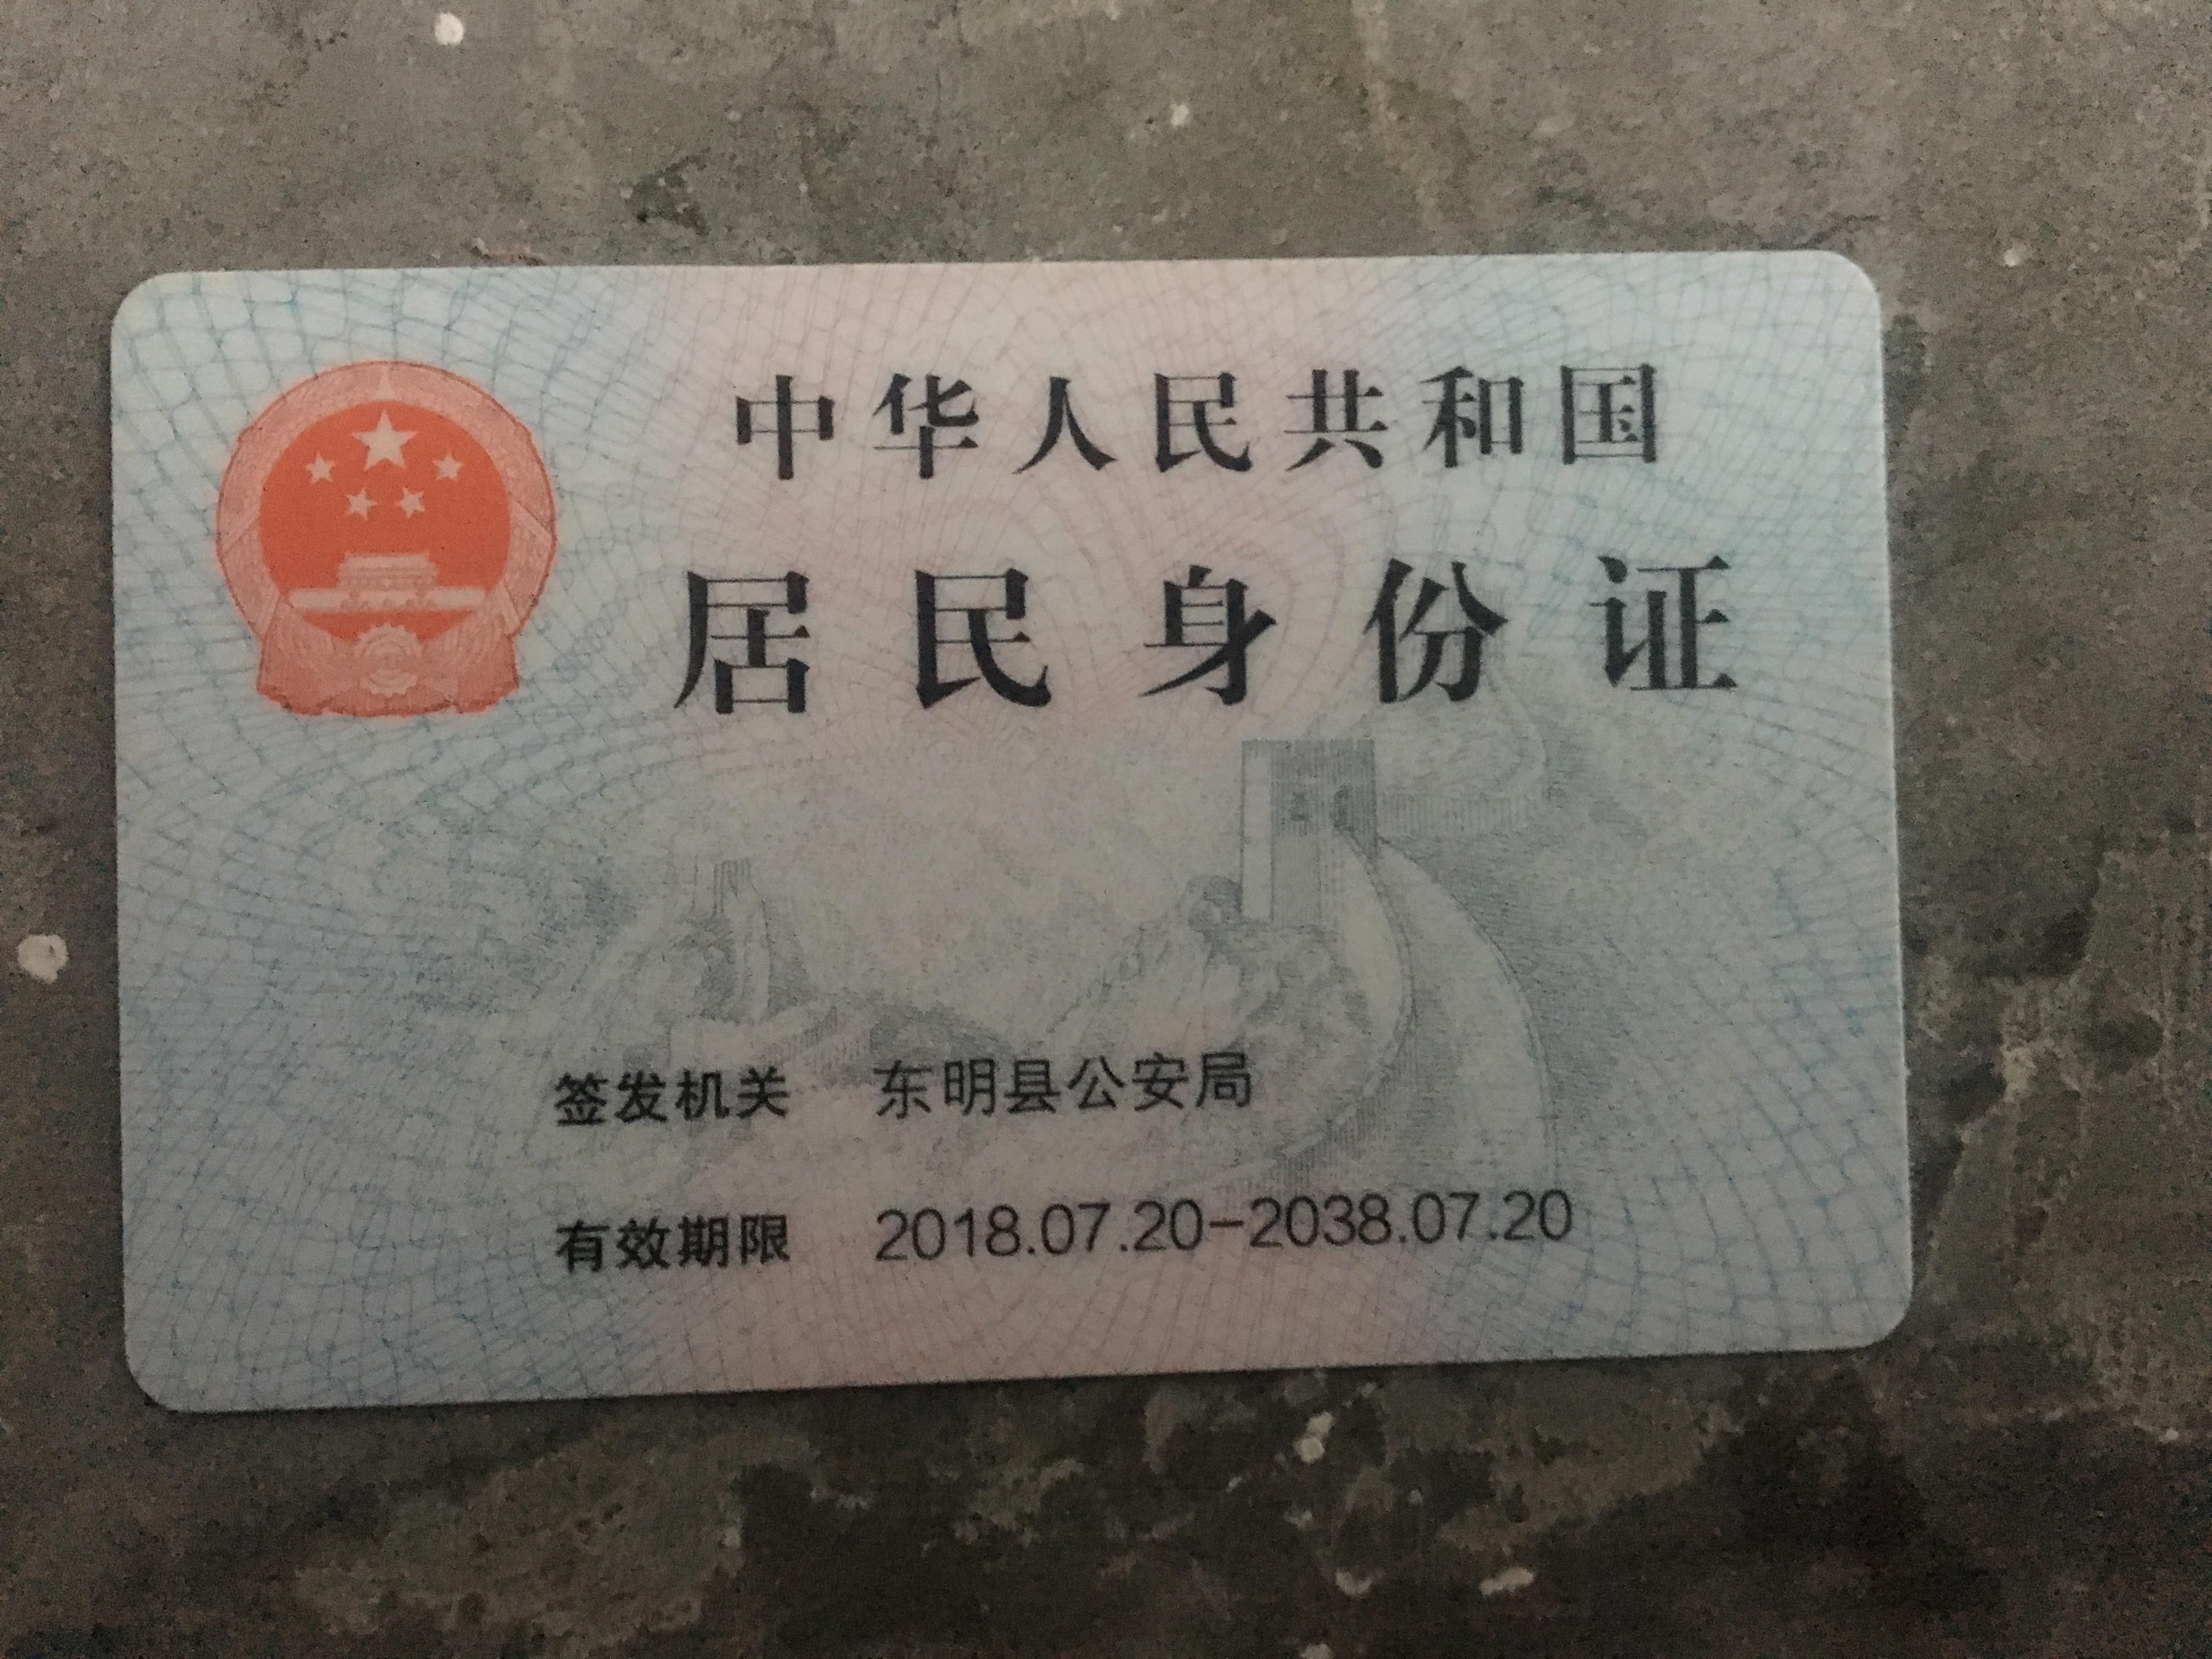 中华人民共和国
居民身份证
签发机关 东明县公安局
有效期限 2018.07.20-2038.07.20